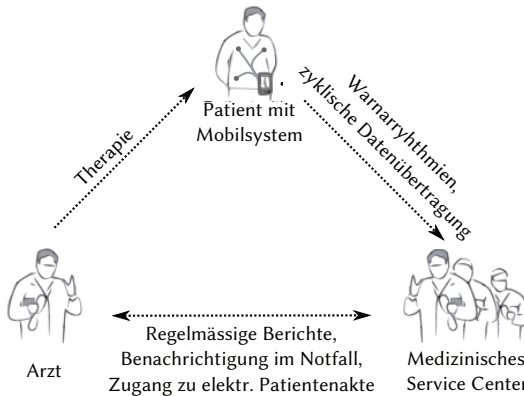 Patient mit
Mobilsystem
Therapie
Warnarryhthmien,
zyklische Datenübertragung
Arzt
Regelmässige Berichte,
Benachrichtigung im Notfall,
Zugang zu elektr. Patientenakte
Medizinisches
Service Center